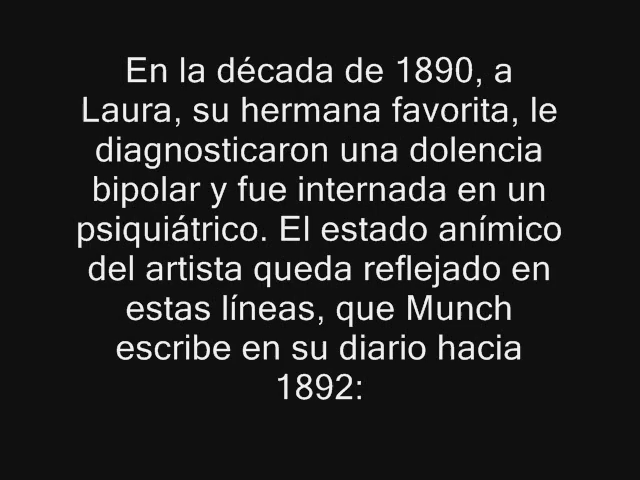 En la década de 1890, a
Laura, su hermana favorita, le
diagnosticaron una dolencia
bipolar y fue internada en un
psiquiátrico. El estado anímico
del artista queda reflejado en
estas líneas, que Munch
escribe en su diario hacia
1892: